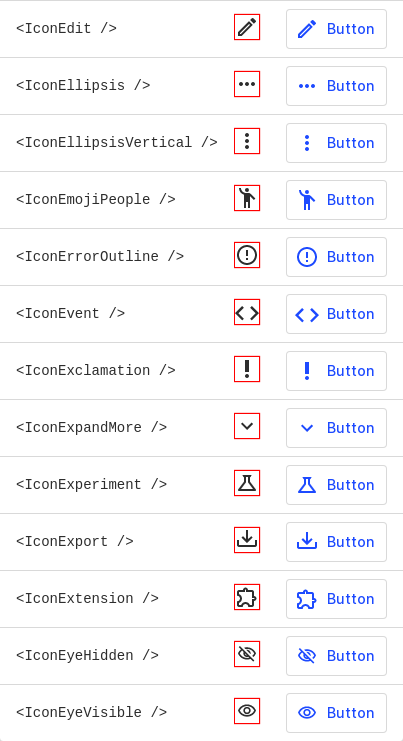 <IconEdit /> Button
<IconEllipsis /> Button
<IconEllipsisVertical /> Button
<IconEmojiPeople /> Button
<IconErrorOutline /> Button
<IconEvent /> Button
<IconExclamation /> Button
<IconExpandMore /> Button
<IconExperiment /> Button
<IconExport /> Button
<IconExtension /> Button
<IconEyeHidden /> Button
<IconEyeVisible /> Button